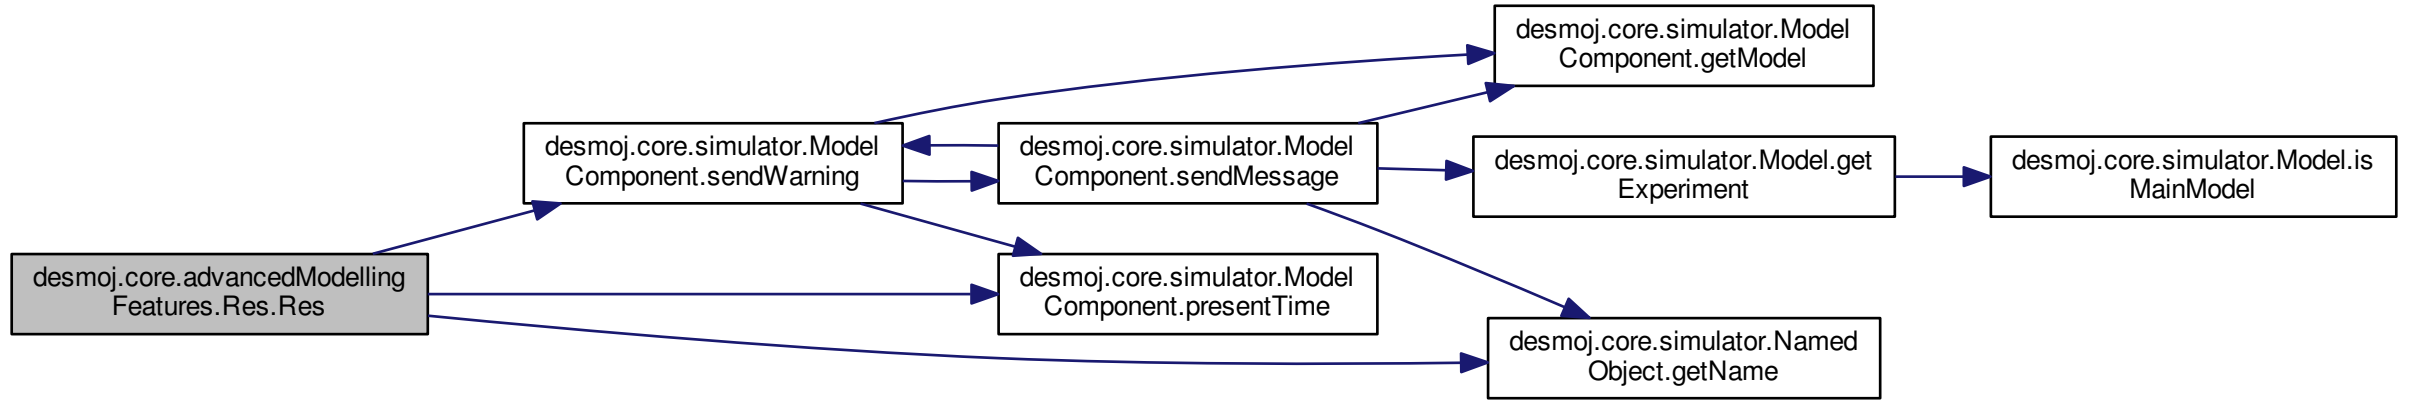 desmoj.core.advancedModelling
Features.Res.Res
desmoj.core.simulator.Model
Component.sendWarning
desmoj.core.simulator.Model
Component.sendMessage
desmoj.core.simulator.Model
Component.presentTime
desmoj.core.simulator.Model
Component.getModel
desmoj.core.simulator.Model.get
Experiment
desmoj.core.simulator.Named
Object.getName
desmoj.core.simulator.Model.is
MainModel